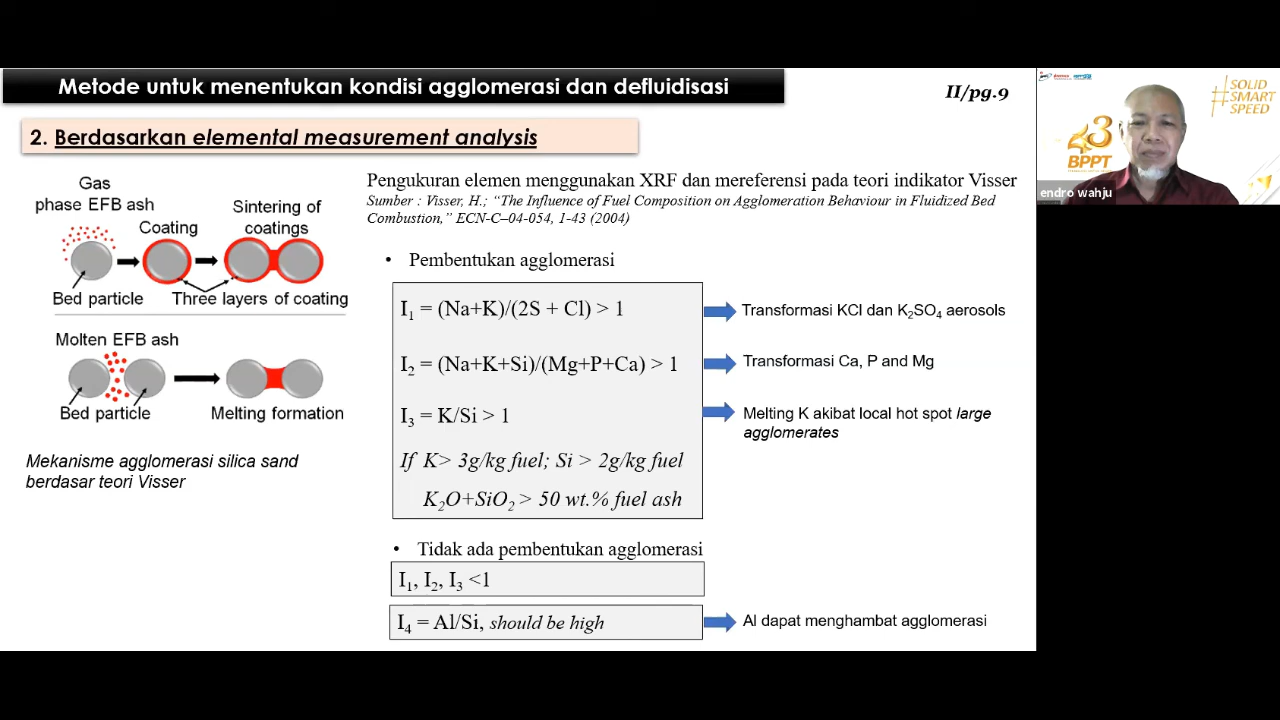 Metode untuk menentukan kondisi agglomerasi dan defluidisasi
II/pg.9
2. Berdasarkan elemental measurement analysis
Gas
phase EFB ash
Coating
Sintering of
coatings
Bed particle
Three layers of coating
Molten EFB ash
Bed particle
Melting formation
Mekanisme agglomerasi silica sand
berdasar teori Visser
Pengukuran elemen menggunakan XRF dan mereferensi pada teori indikator Visser
Sumber : Visser, H.; “The Influence of Fuel Composition on Agglomeration Behaviour in Fluidized Bed
Combustion,” ECN-C–04-054, 1-43 (2004)
• Pembentukan agglomerasi
I₁ = (Na+K)/(2S + Cl) > 1
Transformasi KCl dan K₂SO₄ aerosols
I₂ = (Na+K+Si)/(Mg+P+Ca) > 1
Transformasi Ca, P and Mg
I₃ = K/Si > 1
Melting K akibat local hot spot large
agglomerates
If K> 3g/kg fuel; Si > 2g/kg fuel
K₂O+SiO₂ > 50 wt.% fuel ash
• Tidak ada pembentukan agglomerasi
I₁, I₂, I₃ <1
I₄ = Al/Si, should be high
Al dapat menghambat agglomerasi
#SOLID
SMART
SPEED
43
BPPT
endro wahju